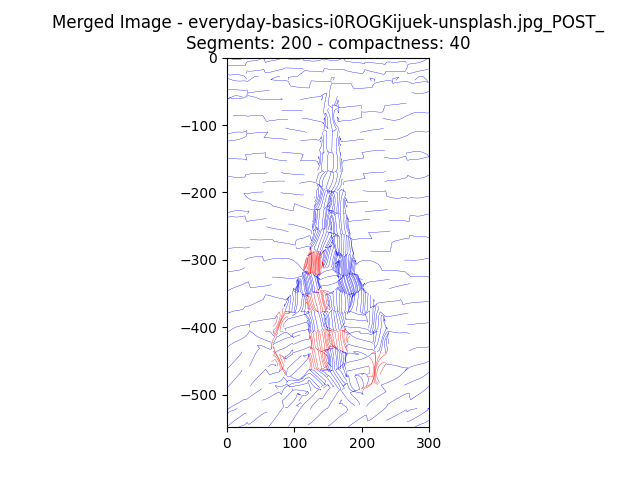 Merged Image - everyday-basics-i0ROGKijuek-unsplash.jpg_POST_
Segments: 200 - compactness: 40
0
−100
−200
−300
−400
−500
0 100 200 300